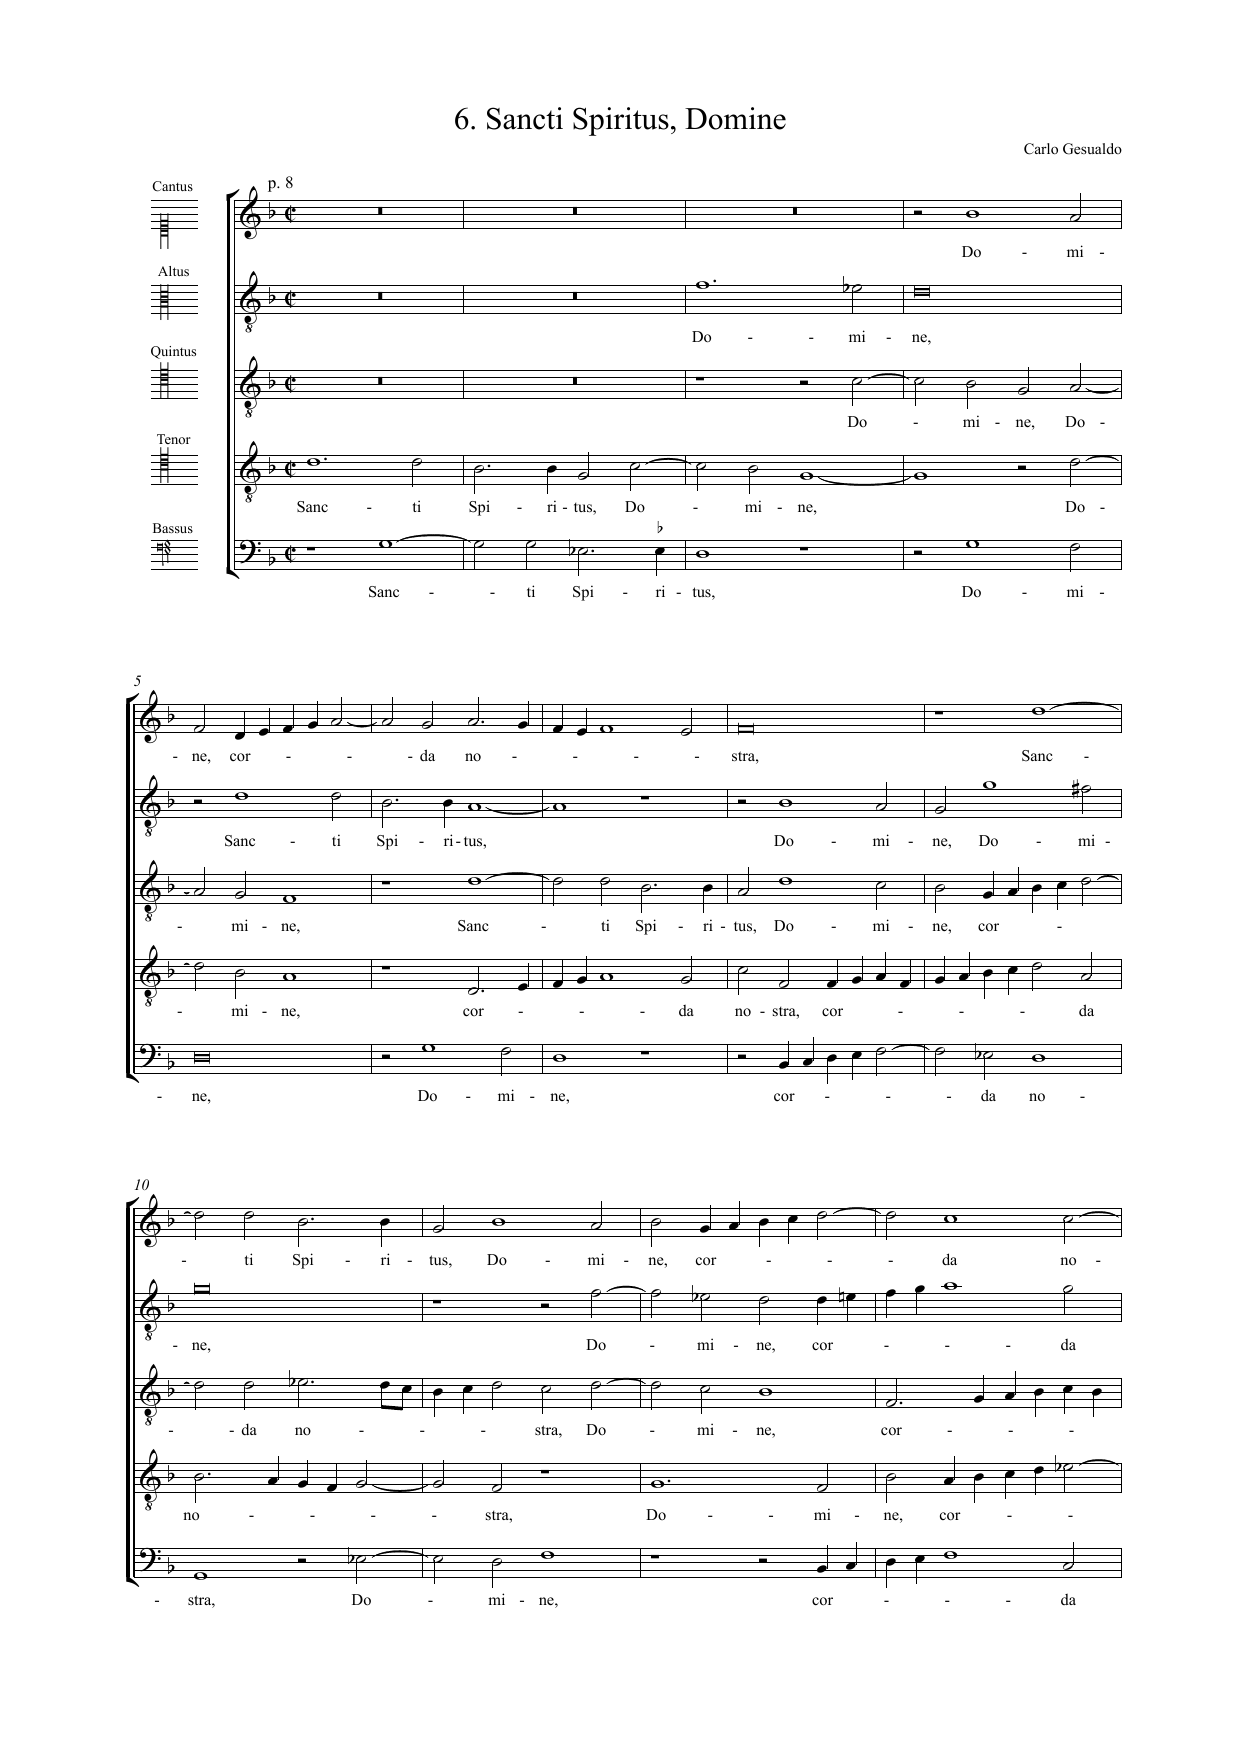 6. Sancti Spiritus, Domine
Carlo Gesualdo
p. 8
Cantus
Do - mi -
Altus
Do - - mi - ne,
Quintus
Do - mi - ne, Do -
Tenor
Sanc - ti Spi - ri - tus, Do - mi - ne, Do -
Bassus
Sanc - - ti Spi - ri - tus, Do - mi -
5
- ne, cor - - - da no - - - - stra, Sanc -
Sanc - ti Spi - ri - tus, Do - mi - ne, Do - mi -
- mi - ne, Sanc - ti Spi - ri - tus, Do - mi - ne, cor - -
- mi - ne, cor - - - da no - stra, cor - - - - da
- ne, Do - mi - ne, cor - - - da no -
10
- ti Spi - ri - tus, Do - mi - ne, cor - - - - da no -
- ne, Do - mi - ne, cor - - - da
- - da no - - - stra, Do - mi - ne, cor - - -
no - - - - stra, Do - - mi - ne, cor - - -
- stra, Do - mi - ne, cor - - - da